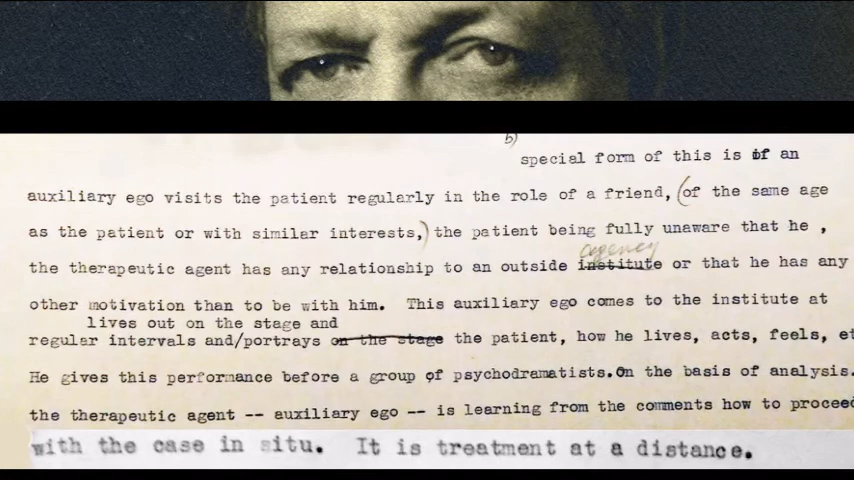 b)
special form of this is if an
auxiliary ego visits the patient regularly in the role of a friend, (of the same age
as the patient or with similar interests,) the patient being fully unaware that he ,
agency
the therapeutic agent has any relationship to an outside institute or that he has any
other motivation than to be with him. This auxiliary ego comes to the institute at
lives out on the stage and
regular intervals and/portrays on the stage the patient, how he lives, acts, feels, et
He gives this performance before a group of psychodramatists. On the basis of analysis.
the therapeutic agent -- auxiliary ego -- is learning from the comments how to proceed
with the case in situ. It is treatment at a distance.